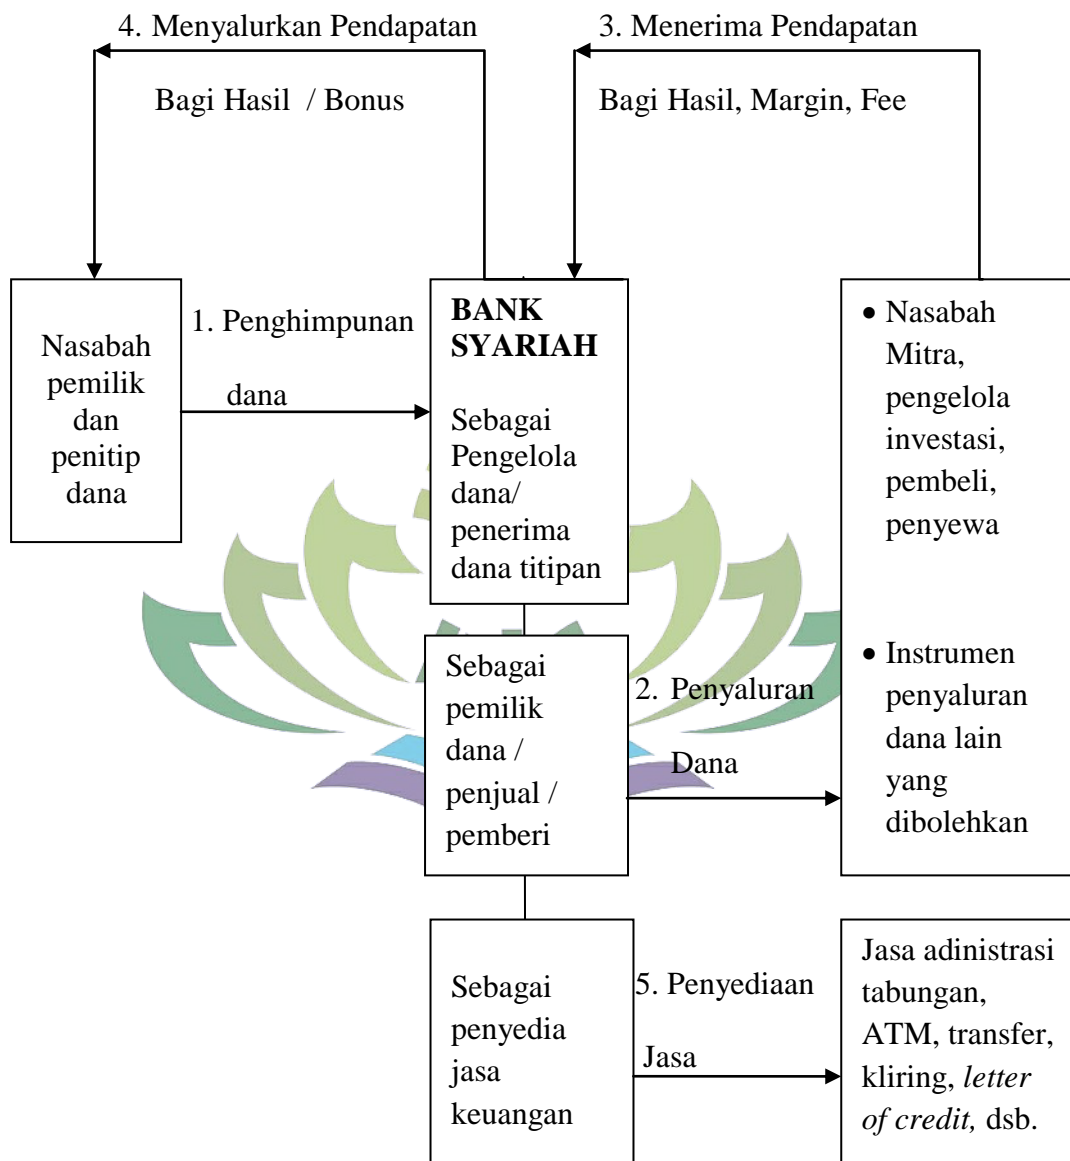 4. Menyalurkan Pendapatan
Bagi Hasil / Bonus
3. Menerima Pendapatan
Bagi Hasil, Margin, Fee
Nasabah
pemilik
dan
penitip
dana
1. Penghimpunan
dana
BANK
SYARIAH
Sebagai
Pengelola
dana/
penerima
dana titipan
• Nasabah
Mitra,
pengelola
investasi,
pembeli,
penyewa
• Instrumen
penyaluran
dana lain
yang
dibolehkan
Sebagai
pemilik
dana /
penjual /
pemberi
2. Penyaluran
Dana
Sebagai
penyedia
jasa
keuangan
5. Penyediaan
Jasa
Jasa adinistrasi
tabungan,
ATM, transfer,
kliring, letter
of credit, dsb.